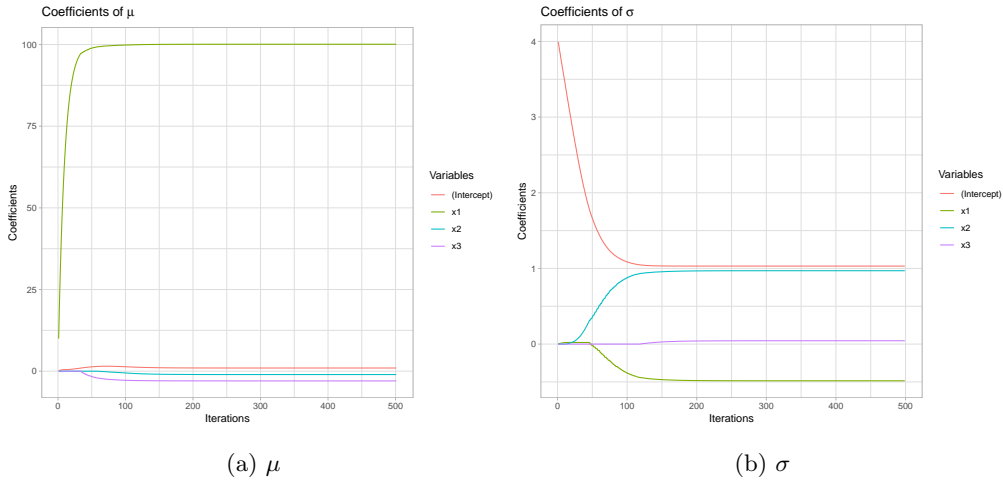 Coefficients of μ
100
75
50
25
0
Coefficients
0
100
200
300
400
500
Iterations
Variables
(Intercept)
x1
x2
x3
(a) μ
Coefficients of σ
4
3
2
1
0
Coefficients
0
100
200
300
400
500
Iterations
Variables
(Intercept)
x1
x2
x3
(b) σ